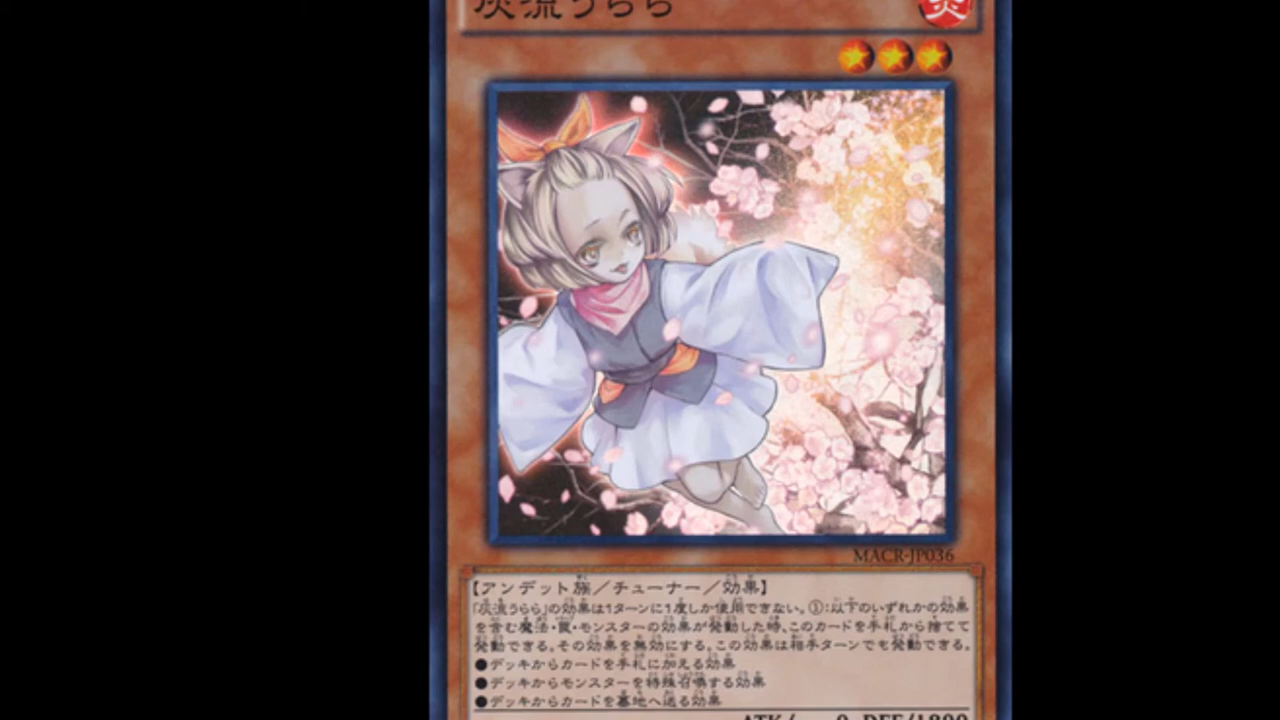 灰流うらら
炎
MACR-JP036
【アンデット族／チューナー／効果】
「灰流うらら」の効果は1ターンに1度しか使用できない。①：以下のいずれかの効果
を含む魔法・罠・モンスターの効果が発動した時、このカードを手札から捨てて
発動できる。その効果を無効にする。この効果は相手ターンでも発動できる。
●デッキからカードを手札に加える効果
●デッキからモンスターを特殊召喚する効果
●デッキからカードを墓地へ送る効果
ATK/ 0 DEF/1800